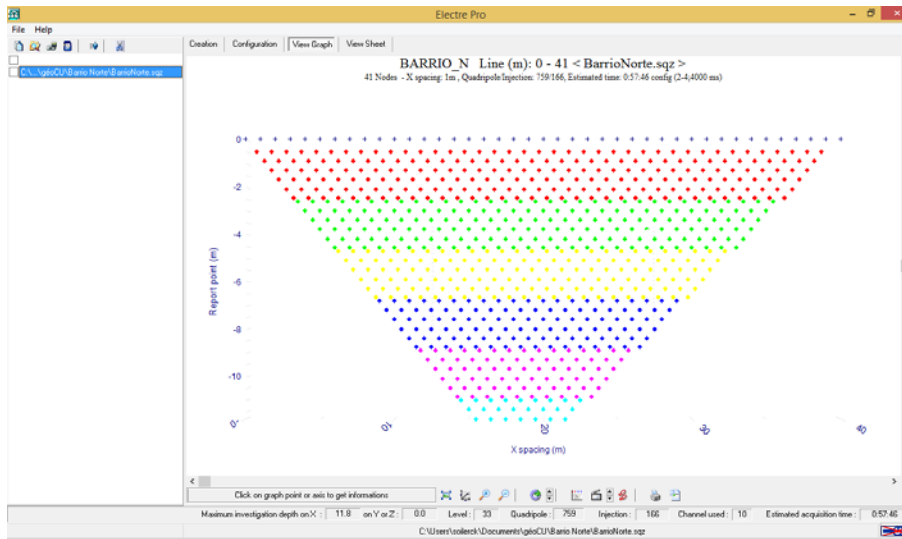 Electre Pro
File Help
Creation Configuration View Graph View Sheet
C:\...\géoCU\Barrio Norte\BarrioNorte.sqz
BARRIO_N Line (m): 0 - 41 < BarrioNorte.sqz >
41 Nodes - X spacing: 1m , Quadripole/Injection: 759/166, Estimated time: 0:57:46 config (2-4;4000 ms)
0
-2
-4
-6
-8
-10
Report point (m)
0 10 20 30 40
X spacing (m)
Click on graph point or axis to get informations
Maximum investigation depth on X : 11.8 on Y or Z : 0.0 Level : 33 Quadripole : 759 Injection : 166 Channel used : 10 Estimated acquisition time : 0:57:46
C:\Users\soilerck\Documents\géoCU\Barrio Norte\BarrioNorte.sqz